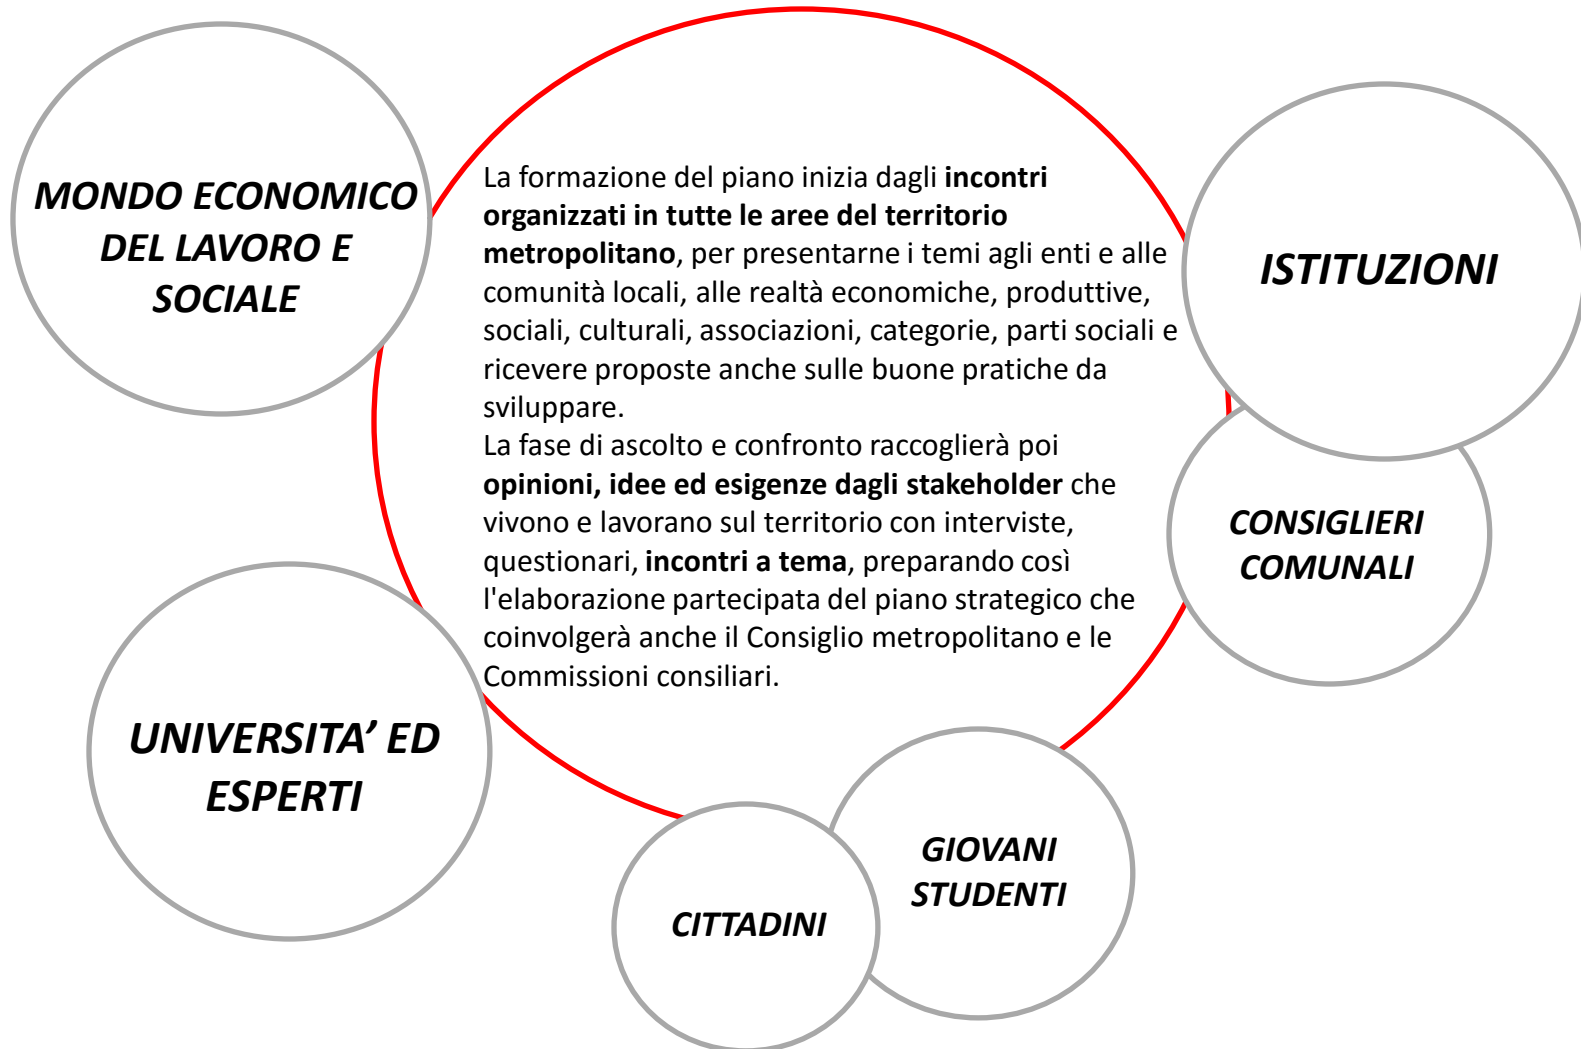 MONDO ECONOMICO
DEL LAVORO E
SOCIALE
La formazione del piano inizia dagli incontri
organizzati in tutte le aree del territorio
metropolitano, per presentarne i temi agli enti e alle
comunità locali, alle realtà economiche, produttive,
sociali, culturali, associazioni, categorie, parti sociali e
ricevere proposte anche sulle buone pratiche da
sviluppare.
La fase di ascolto e confronto raccoglierà poi
opinioni, idee ed esigenze dagli stakeholder che
vivono e lavorano sul territorio con interviste,
questionari, incontri a tema, preparando così
l'elaborazione partecipata del piano strategico che
coinvolgerà anche il Consiglio metropolitano e le
Commissioni consiliari.
ISTITUZIONI
CONSIGLIERI
COMUNALI
UNIVERSITA’ ED
ESPERTI
GIOVANI
STUDENTI
CITTADINI